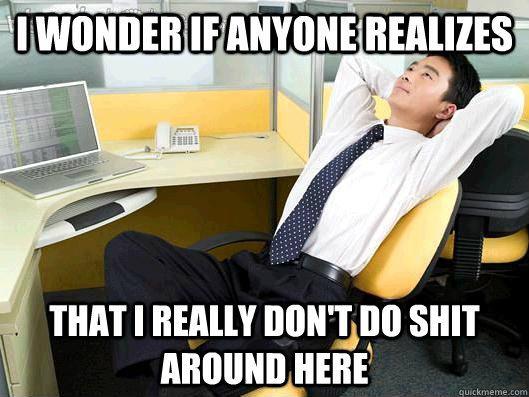 I WONDER IF ANYONE REALIZES
THAT I REALLY DON'T DO SHIT
AROUND HERE
quickmeme.com